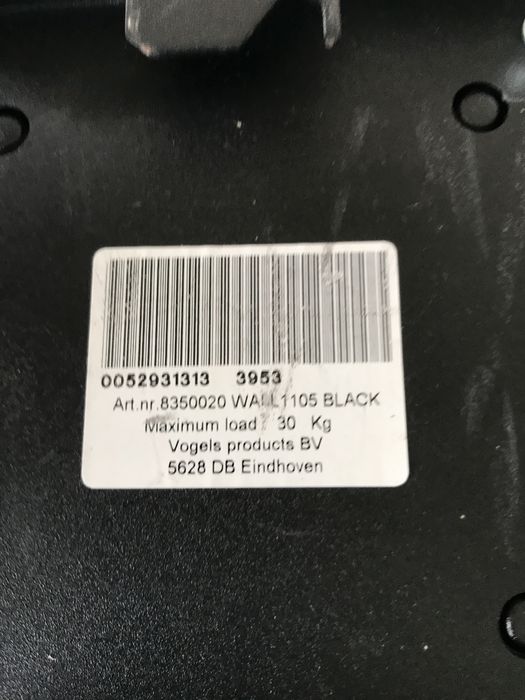 0052931313 3953
Art.nr.8350020 WALL1105 BLACK
Maximum load : 30 Kg
Vogels products BV
5628 DB Eindhoven